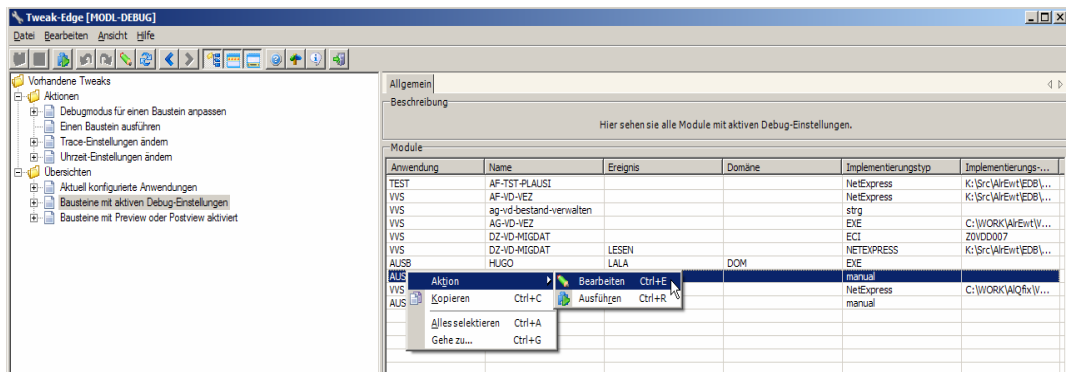 Tweak-Edge [MODL-DEBUG]
Datei Bearbeiten Ansicht Hilfe
Vorhandene Tweaks
Aktionen
Debugmodus für einen Baustein anpassen
Einen Baustein ausführen
Trace-Einstellungen ändern
Uhrzeit-Einstellungen ändern
Übersichten
Aktuell konfigurierte Anwendungen
Bausteine mit aktiven Debug-Einstellungen
Bausteine mit Preview oder Postview aktiviert
Allgemein
Beschreibung
Hier sehen sie alle Module mit aktiven Debug-Einstellungen.
Module
Anwendung Name Ereignis Domäne Implementierungstyp Implementierungs-...
TEST AF-TST-PLAUSI NetExpress K:\Src\AlrEwt\EDB\...
VVS AF-VD-VEZ NetExpress K:\Src\AlrEwt\EDB\...
VVS ag-vd-bestand-verwalten strg
VVS AG-VD-VEZ EXE C:\WORK\AlrEwt\V...
VVS DZ-VD-MIGDAT ECI Z0VDD007
VVS DZ-VD-MIGDAT LESEN NETEXPRESS K:\Src\AlrEwt\EDB\...
AUSB HUGO LALA DOM EXE
AUS manual
VVS NetExpress C:\WORK\AlQfix\V...
AUS manual
Aktion
Kopieren Ctrl+C
Alles selektieren Ctrl+A
Gehe zu... Ctrl+G
Bearbeiten Ctrl+E
Ausführen Ctrl+R